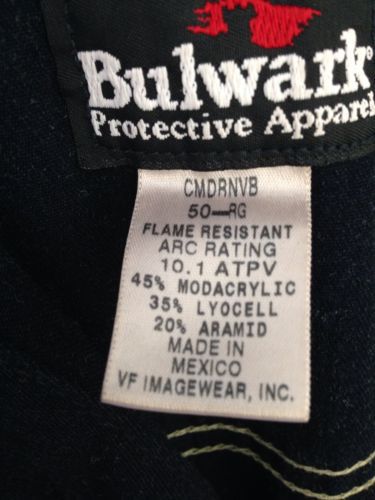 Bulwark®
Protective Apparel
CMDRNVB
50-RG
FLAME RESISTANT
ARC RATING
10.1 ATPV
45% MODACRYLIC
35% LYOCELL
20% ARAMID
MADE IN
MEXICO
VF IMAGEWEAR, INC.